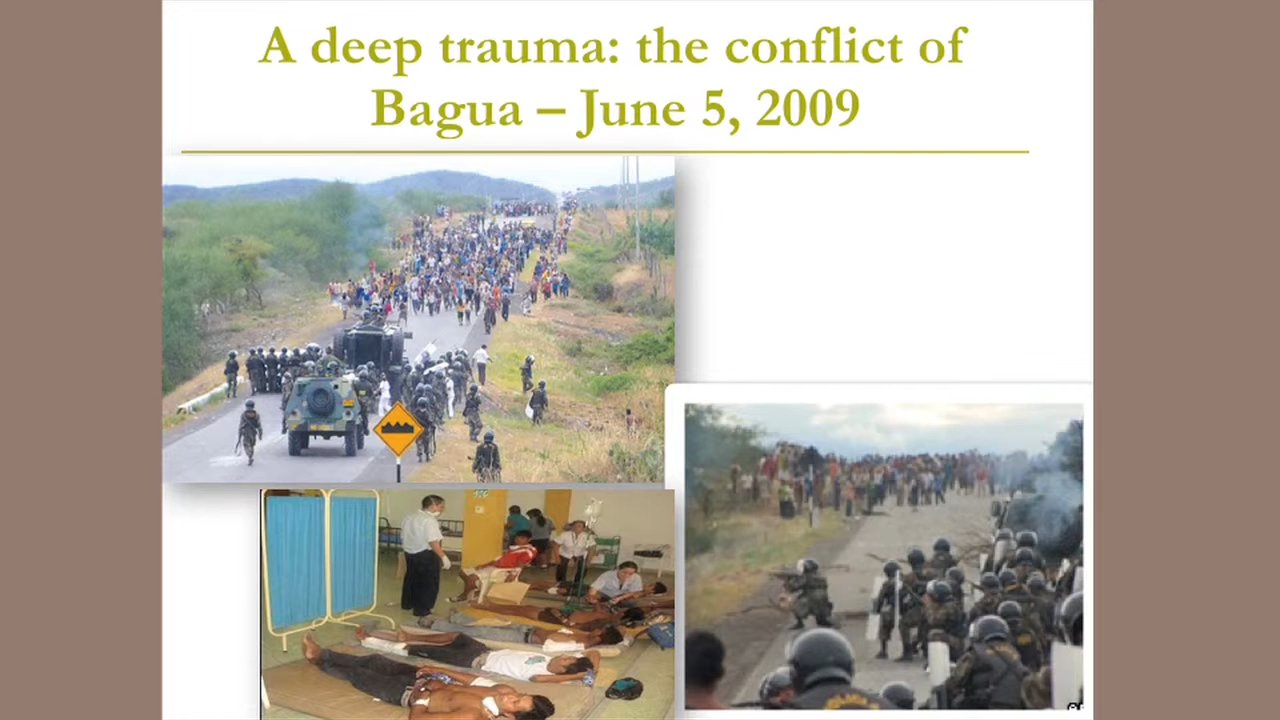 A deep trauma: the conflict of
Bagua – June 5, 2009